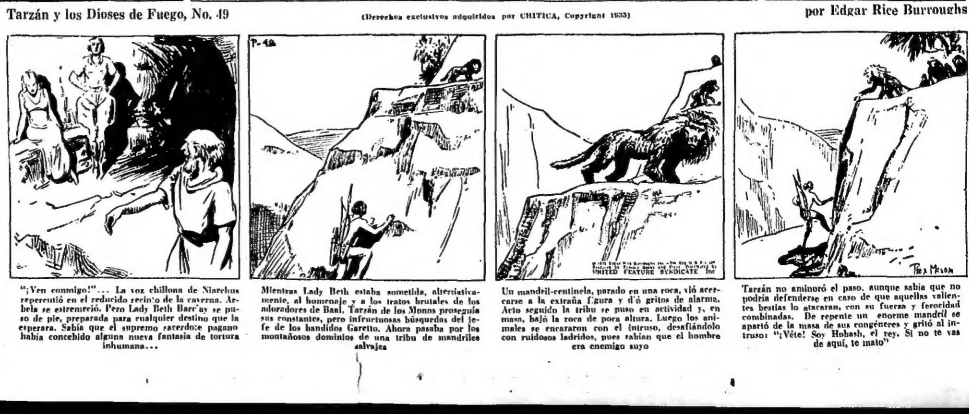 Tarzán y los Dioses de Fuego, No. 49
(Derechos exclusivos adquiridos por CRITICA, Copyright 1933)
por Edgar Rice Burroughs
P-49
UNITED FEATURE SYNDICATE Inc
REX MASON
"¡Ven conmigo!"... La voz chillona de Niarchus
repercutió en el reducido recinto de la caverna. Ar-
bela se estremeció. Pero Lady Beth Barr'ay se pu-
so de pie, preparada para cualquier destino que la
esperara. Sabía que el supremo sacerdote pagano
había concebido alguna nueva fantasía de tortura
inhumana...
Mientras Lady Beth estaba sometida, alternativa-
mente, al homenaje y a los tratos brutales de los
adoradores de Baal, Tarzán de los Monos proseguía
sus constantes, pero infructuosas búsquedas del je-
fe de los bandidos Garetto. Ahora pasaba por los
montañosos dominios de una tribu de mandriles
salvajes
Un mandril-centinela, parado en una roca, vió acer-
carse a la extraña figura y dió gritos de alarma.
Acto seguido la tribu se puso en actividad y, en
masa, bajó la roca de poca altura. Luego los ani-
males se encararon con el intruso, desafiándolo
con ruidosos ladridos, pues sabían que el hombre
era enemigo suyo
Tarzán no aminoró el paso, aunque sabía que no
podría defenderse en caso de que aquellas valien-
tes bestias lo atacaran, con su fuerza y ferocidad
combinadas. De repente un enorme mandril se
apartó de la masa de sus congéneres y gritó al in-
truso: "¡Véte! Soy Hobash, el rey. Si no te vas
de aquí, te mato"